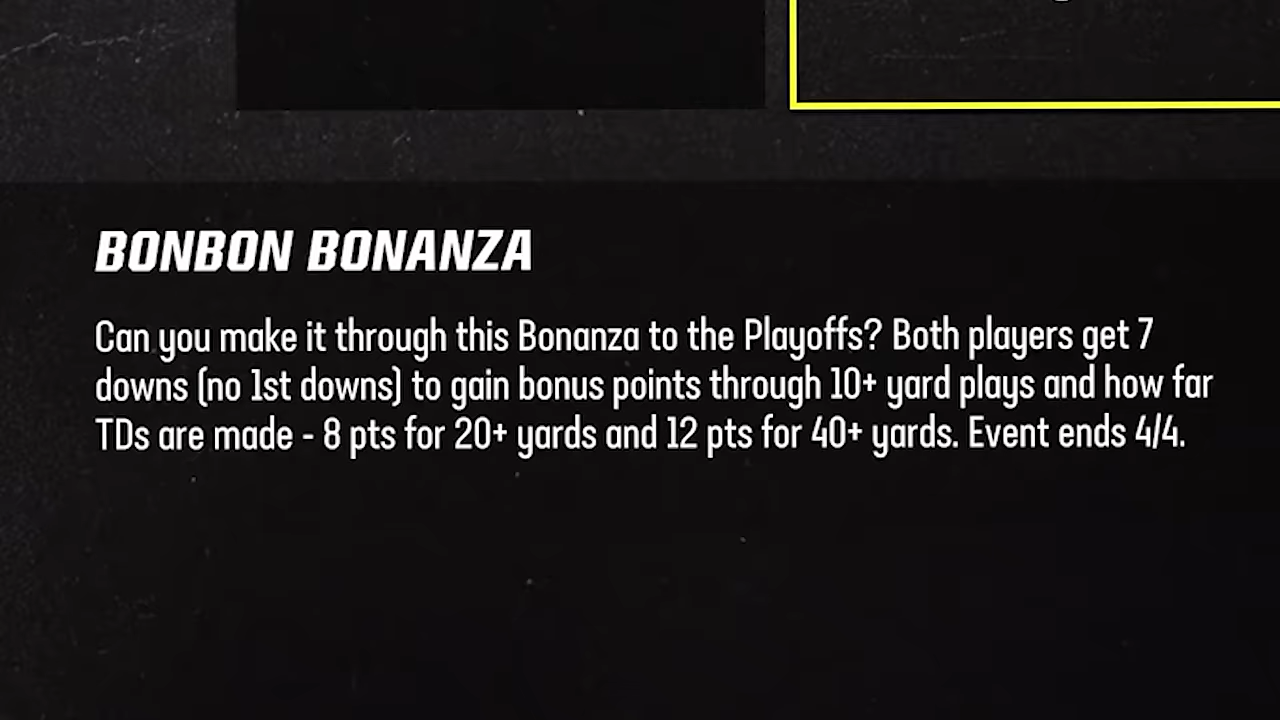 BONBON BONANZA
Can you make it through this Bonanza to the Playoffs? Both players get 7
downs (no 1st downs) to gain bonus points through 10+ yard plays and how far
TDs are made - 8 pts for 20+ yards and 12 pts for 40+ yards. Event ends 4/4.